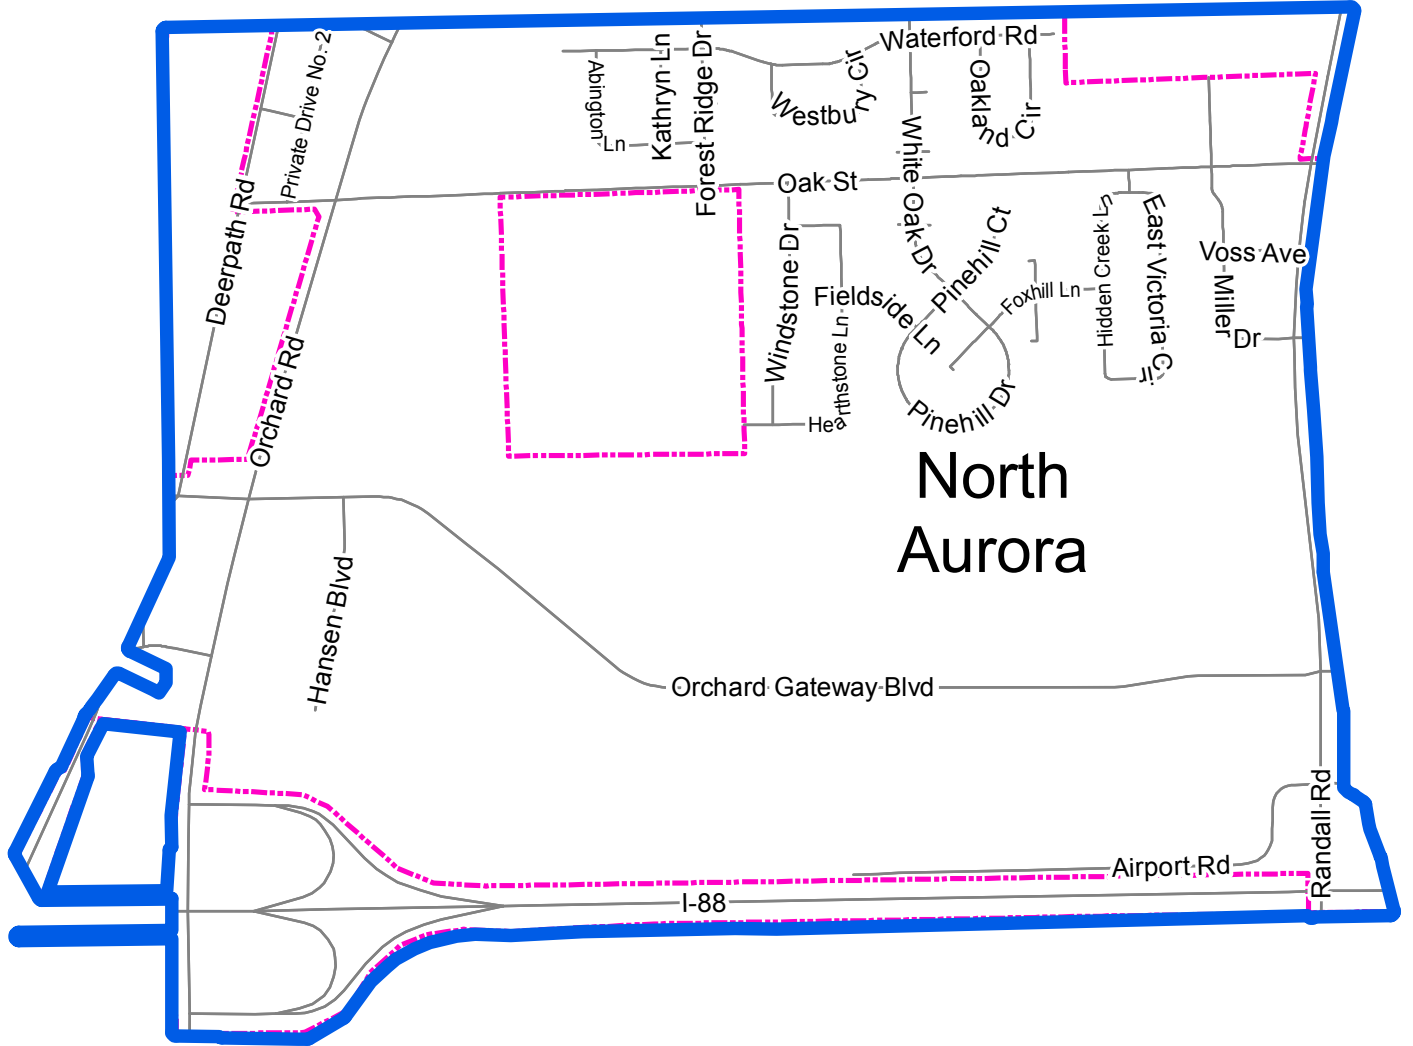 Waterford Rd
Private Drive No. 2
Abington Ln
Kathryn Ln
Forest Ridge Dr
Westbury Cir
Oakland Cir
White Oak Dr
Oak St
Deerpath Rd
Orchard Rd
Windstone Dr
Hearthstone Ln
Fieldside Ln
Pinehill Ct
Pinehill Dr
Foxhill Ln
Hidden Creek Ln
East Victoria Cir
Voss Ave
Miller Dr
North
Aurora
Hansen Blvd
Orchard Gateway Blvd
Randall Rd
Airport Rd
I-88